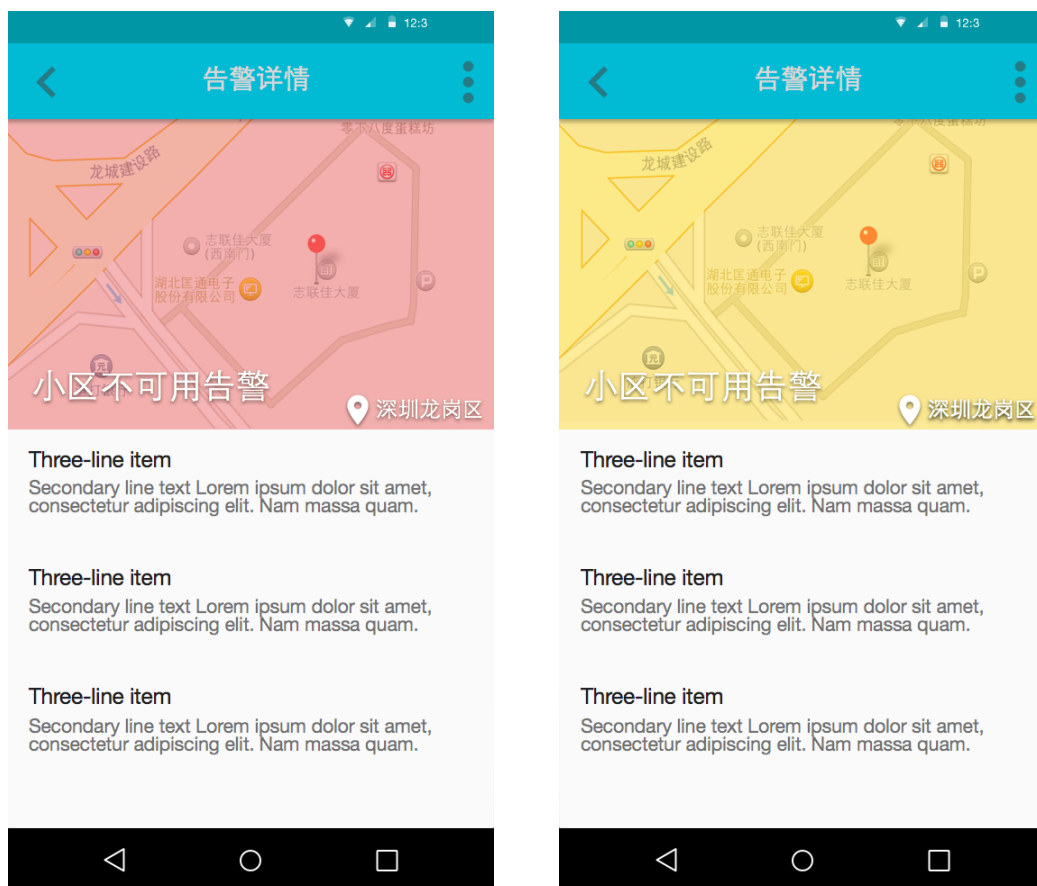 12:3
告警详情
零下八度蛋糕坊
龙城建设路
志联佳大厦
(西南门)
湖北匡通电子
股份有限公司
志联佳大厦
P
小区不可用告警
深圳龙岗区
Three-line item
Secondary line text Lorem ipsum dolor sit amet,
consectetur adipiscing elit. Nam massa quam.
Three-line item
Secondary line text Lorem ipsum dolor sit amet,
consectetur adipiscing elit. Nam massa quam.
Three-line item
Secondary line text Lorem ipsum dolor sit amet,
consectetur adipiscing elit. Nam massa quam.
12:3
告警详情
龙城建设路
志联佳大厦
(西南门)
湖北匡通电子
股份有限公司
志联佳大厦
P
小区不可用告警
深圳龙岗区
Three-line item
Secondary line text Lorem ipsum dolor sit amet,
consectetur adipiscing elit. Nam massa quam.
Three-line item
Secondary line text Lorem ipsum dolor sit amet,
consectetur adipiscing elit. Nam massa quam.
Three-line item
Secondary line text Lorem ipsum dolor sit amet,
consectetur adipiscing elit. Nam massa quam.